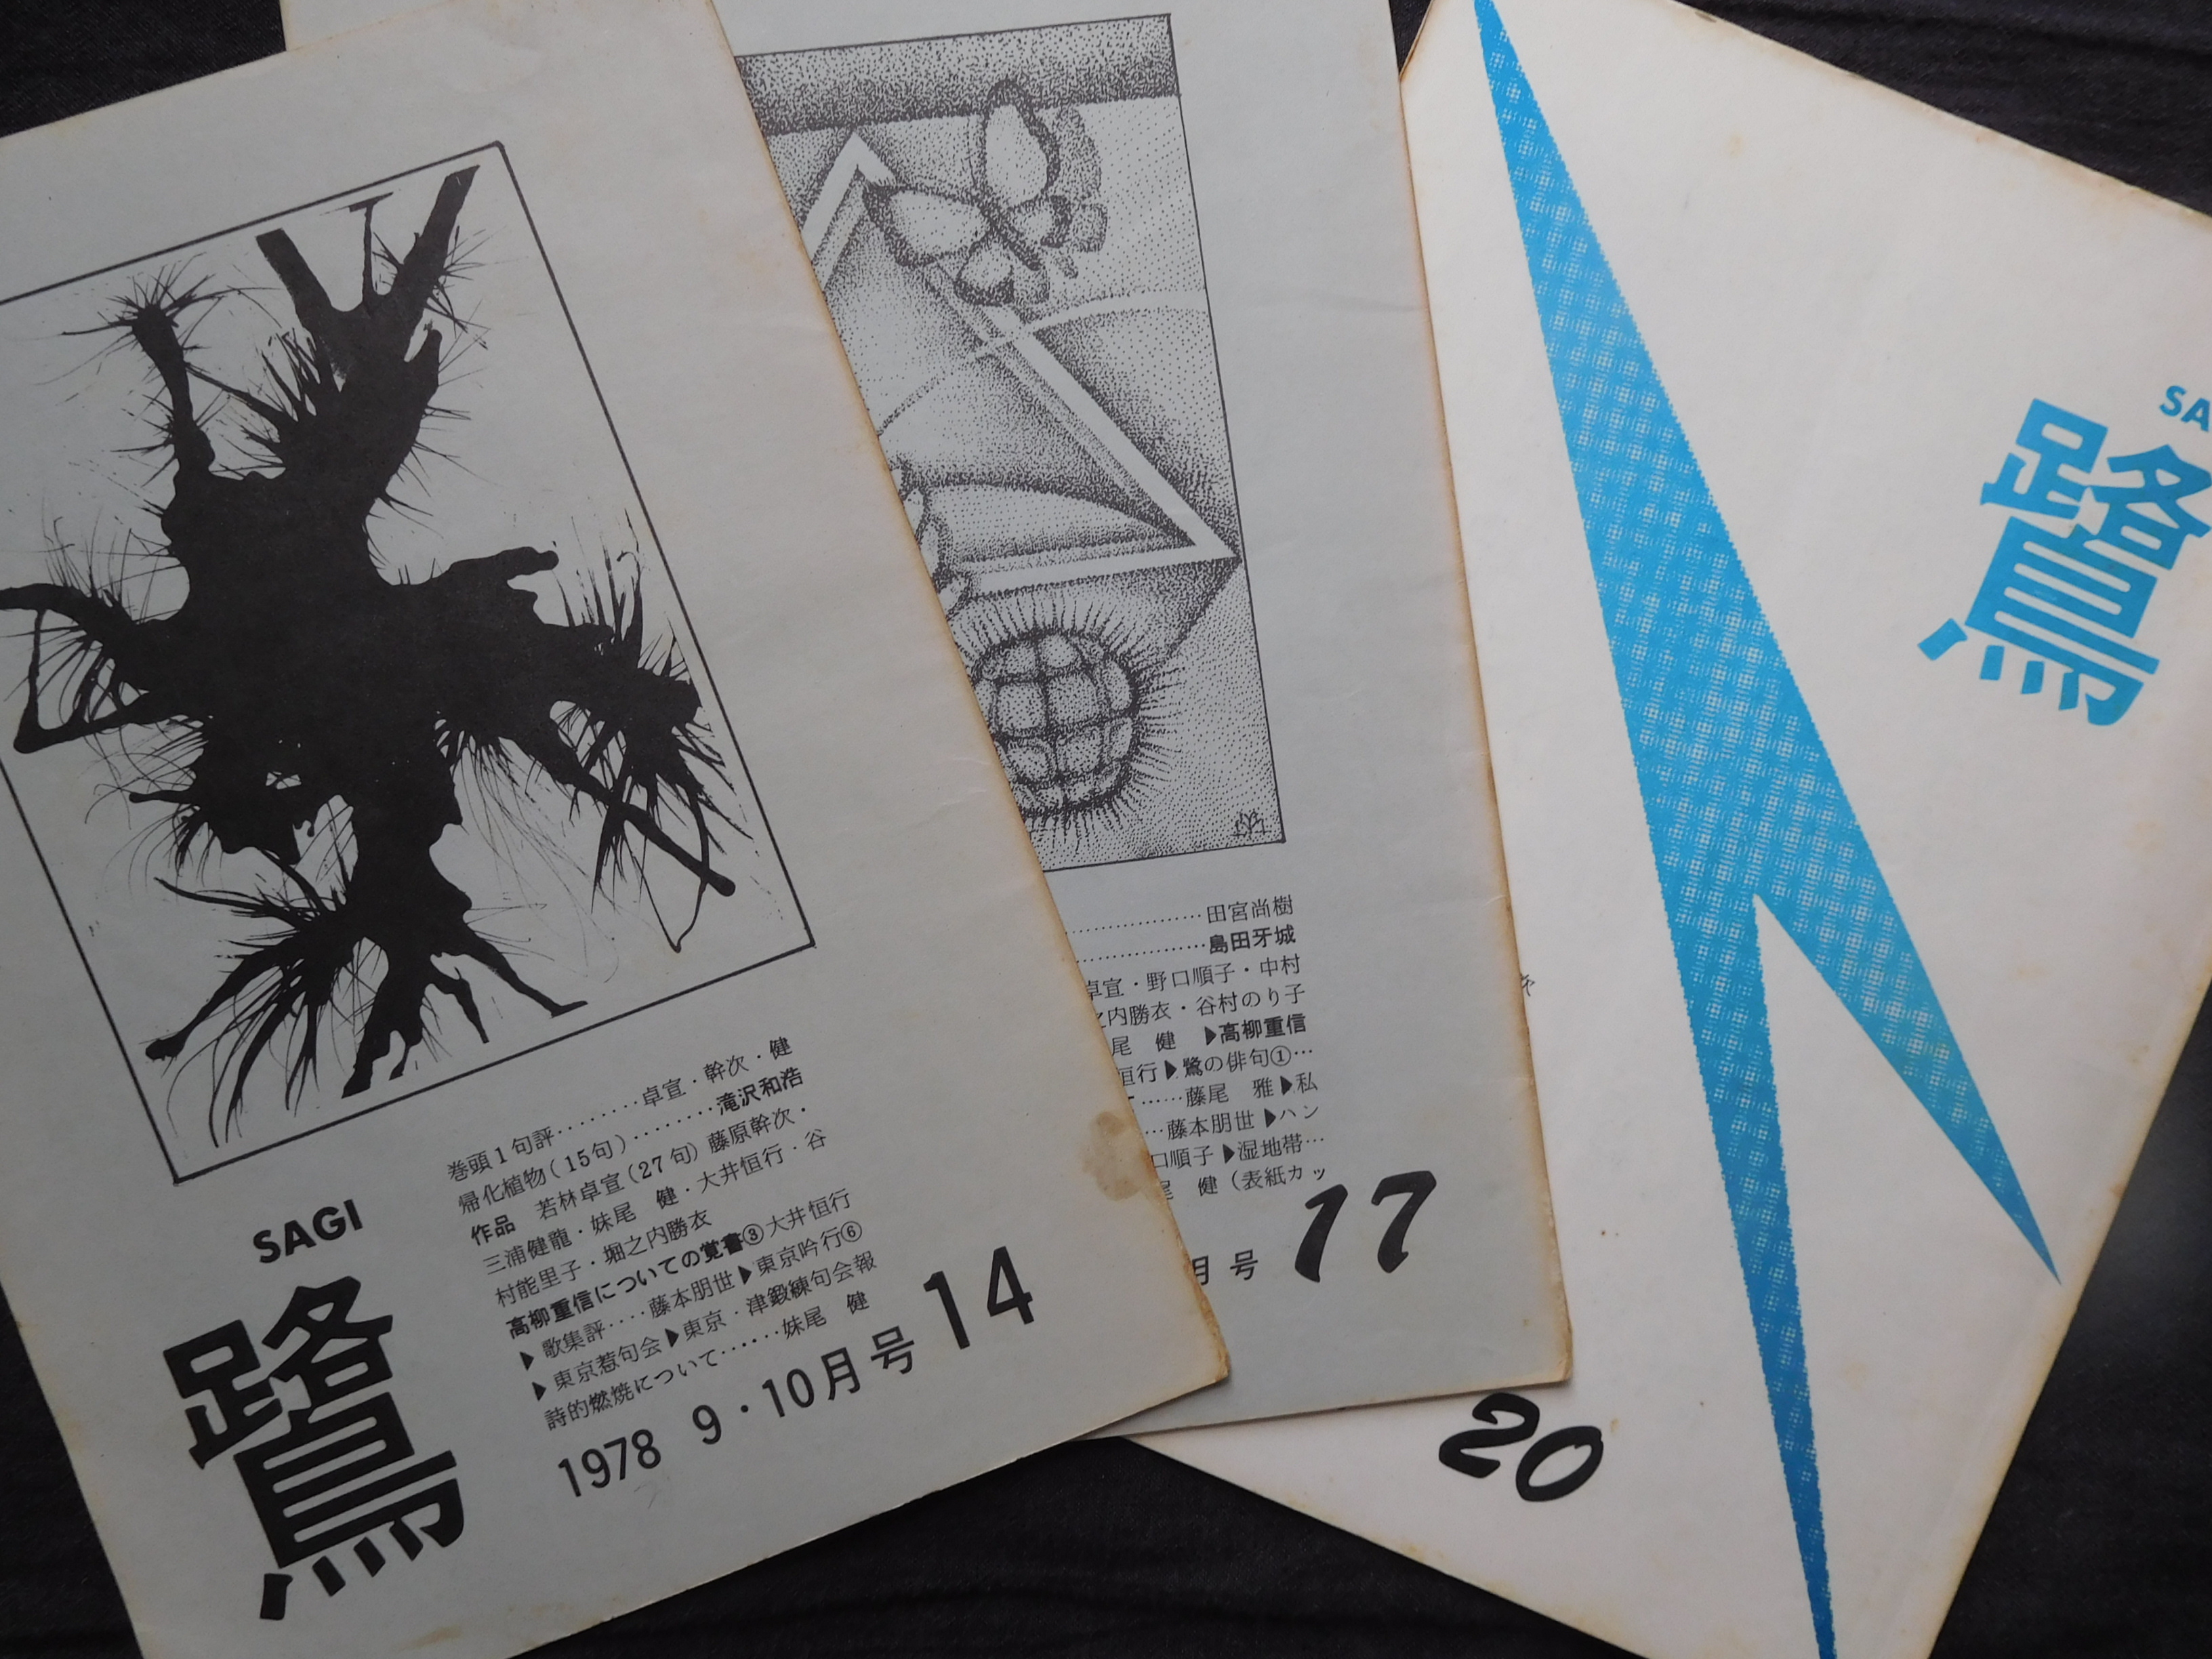 巻頭1句評………卓宣・幹次・健
帰化植物(15句)………滝沢和浩
作品 若林卓宣(27句) 藤原幹次・
三浦健龍・妹尾 健・大井恒行・谷
村能里子・堀之内勝衣
高柳重信についての覚書③大井恒行
▶歌集評‥‥藤本朋世▶東京吟行⑥
▶東京惹句会▶東京・津鍛練句会報
詩的燃焼について……妹尾 健
SAGI
鷺
1978 9・10月号 14
田宮尚樹
島田牙城
卓宣・野口順子・中村
之内勝衣・谷村のり子
尾 健 ▶高柳重信
恒行▶鷺の俳句①…
……藤尾 雅▶私
…藤本朋世▶ハン
口順子▶湿地帯…
尾 健(表紙カッ
月号 17
SA
鷺
20